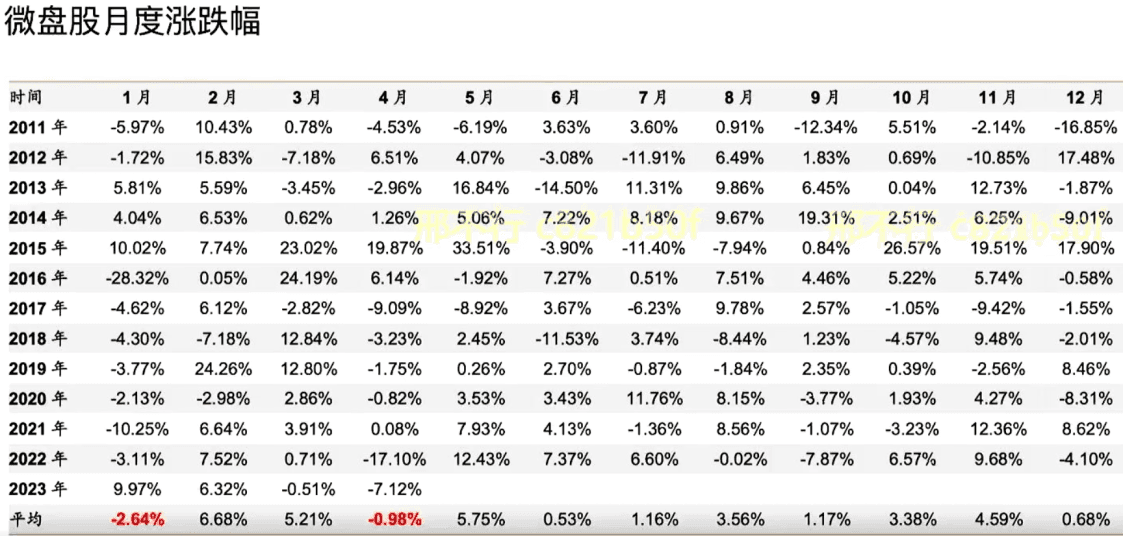 微盘股月度涨跌幅
时间 1月 2月 3月 4月 5月 6月 7月 8月 9月 10月 11月 12月
2011年 -5.97% 10.43% 0.78% -4.53% -6.19% 3.63% 3.60% 0.91% -12.34% 5.51% -2.14% -16.85%
2012年 -1.72% 15.83% -7.18% 6.51% 4.07% -3.08% -11.91% 6.49% 1.83% 0.69% -10.85% 17.48%
2013年 5.81% 5.59% -3.45% -2.96% 16.84% -14.50% 11.31% 9.86% 6.45% 0.04% 12.73% -1.87%
2014年 4.04% 6.53% 0.62% 1.26% 5.06% 7.22% 8.18% 9.67% 19.31% 2.51% 6.25% -9.01%
2015年 10.02% 7.74% 23.02% 19.87% 33.51% -3.90% -11.40% -7.94% 0.84% 26.57% 19.51% 17.90%
2016年 -28.32% 0.05% 24.19% 6.14% -1.92% 7.27% 0.51% 7.51% 4.46% 5.22% 5.74% -0.58%
2017年 -4.62% 6.12% -2.82% -9.09% -8.92% 3.67% -6.23% 9.78% 2.57% -1.05% -9.42% -1.55%
2018年 -4.30% -7.18% 12.84% -3.23% 2.45% -11.53% 3.74% -8.44% 1.23% -4.57% 9.48% -2.01%
2019年 -3.77% 24.26% 12.80% -1.75% 0.26% 2.70% -0.87% -1.84% 2.35% 0.39% -2.56% 8.46%
2020年 -2.13% -2.98% 2.86% -0.82% 3.53% 3.43% 11.76% 8.15% -3.77% 1.93% 4.27% -8.31%
2021年 -10.25% 6.64% 3.91% 0.08% 7.93% 4.13% -1.36% 8.56% -1.07% -3.23% 12.36% 8.62%
2022年 -3.11% 7.52% 0.71% -17.10% 12.43% 7.37% 6.60% -0.02% -7.87% 6.57% 9.68% -4.10%
2023年 9.97% 6.32% -0.51% -7.12%
平均 -2.64% 6.68% 5.21% -0.98% 5.75% 0.53% 1.16% 3.56% 1.17% 3.38% 4.59% 0.68%